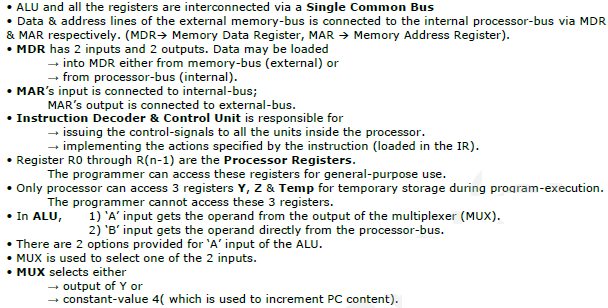 • ALU and all the registers are interconnected via a Single Common Bus
• Data & address lines of the external memory-bus is connected to the internal processor-bus via MDR
& MAR respectively. (MDR→ Memory Data Register, MAR → Memory Address Register).
• MDR has 2 inputs and 2 outputs. Data may be loaded
→ into MDR either from memory-bus (external) or
→ from processor-bus (internal).
• MAR's input is connected to internal-bus;
MAR's output is connected to external-bus.
• Instruction Decoder & Control Unit is responsible for
→ issuing the control-signals to all the units inside the processor.
→ implementing the actions specified by the instruction (loaded in the IR).
• Register R0 through R(n-1) are the Processor Registers.
The programmer can access these registers for general-purpose use.
• Only processor can access 3 registers Y, Z & Temp for temporary storage during program-execution.
The programmer cannot access these 3 registers.
• In ALU, 1) 'A' input gets the operand from the output of the multiplexer (MUX).
2) 'B' input gets the operand directly from the processor-bus.
• There are 2 options provided for 'A' input of the ALU.
• MUX is used to select one of the 2 inputs.
• MUX selects either
→ output of Y or
→ constant-value 4( which is used to increment PC content).